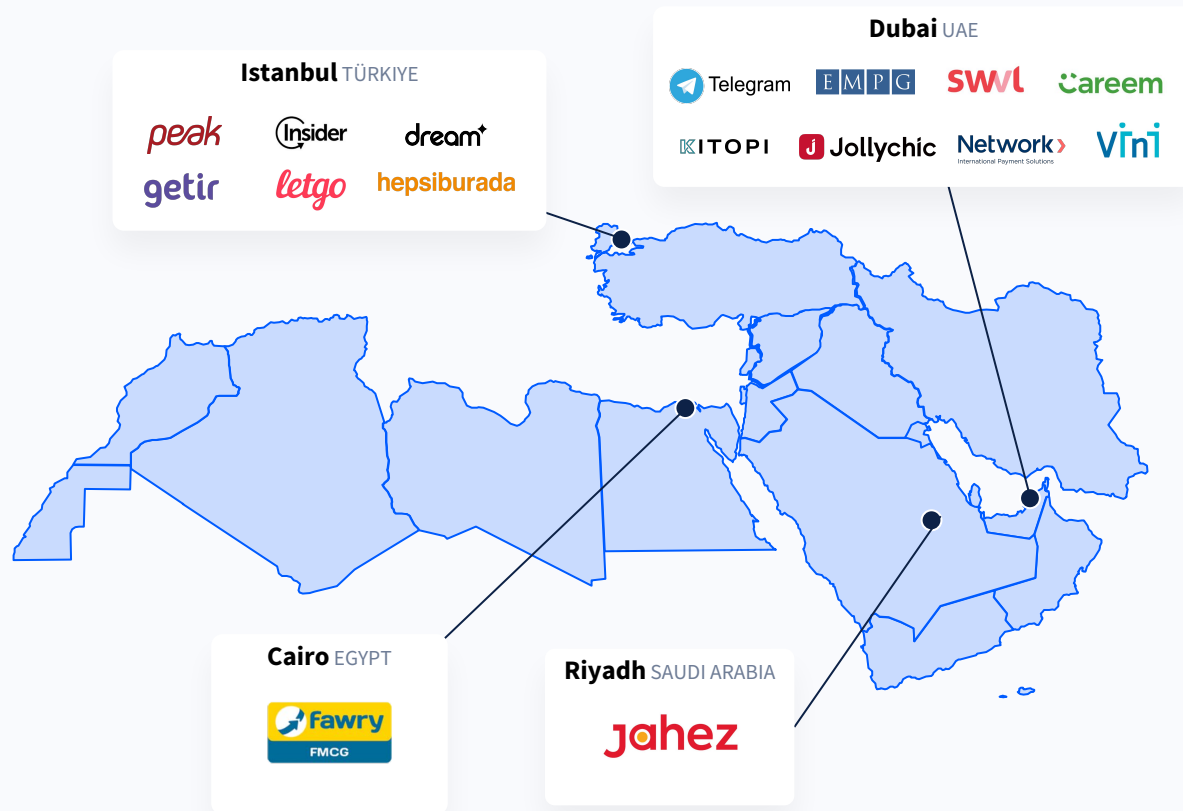 Dubai UAE
Telegram EMPG swvl Careem
KITOPI J Jollychic Network
International Payment Solutions
Vini
Istanbul TÜRKIYE
peak Insider dream
getir letgo hepsiburada
Cairo EGYPT
fawry
FMCG
Riyadh SAUDI ARABIA
jahez